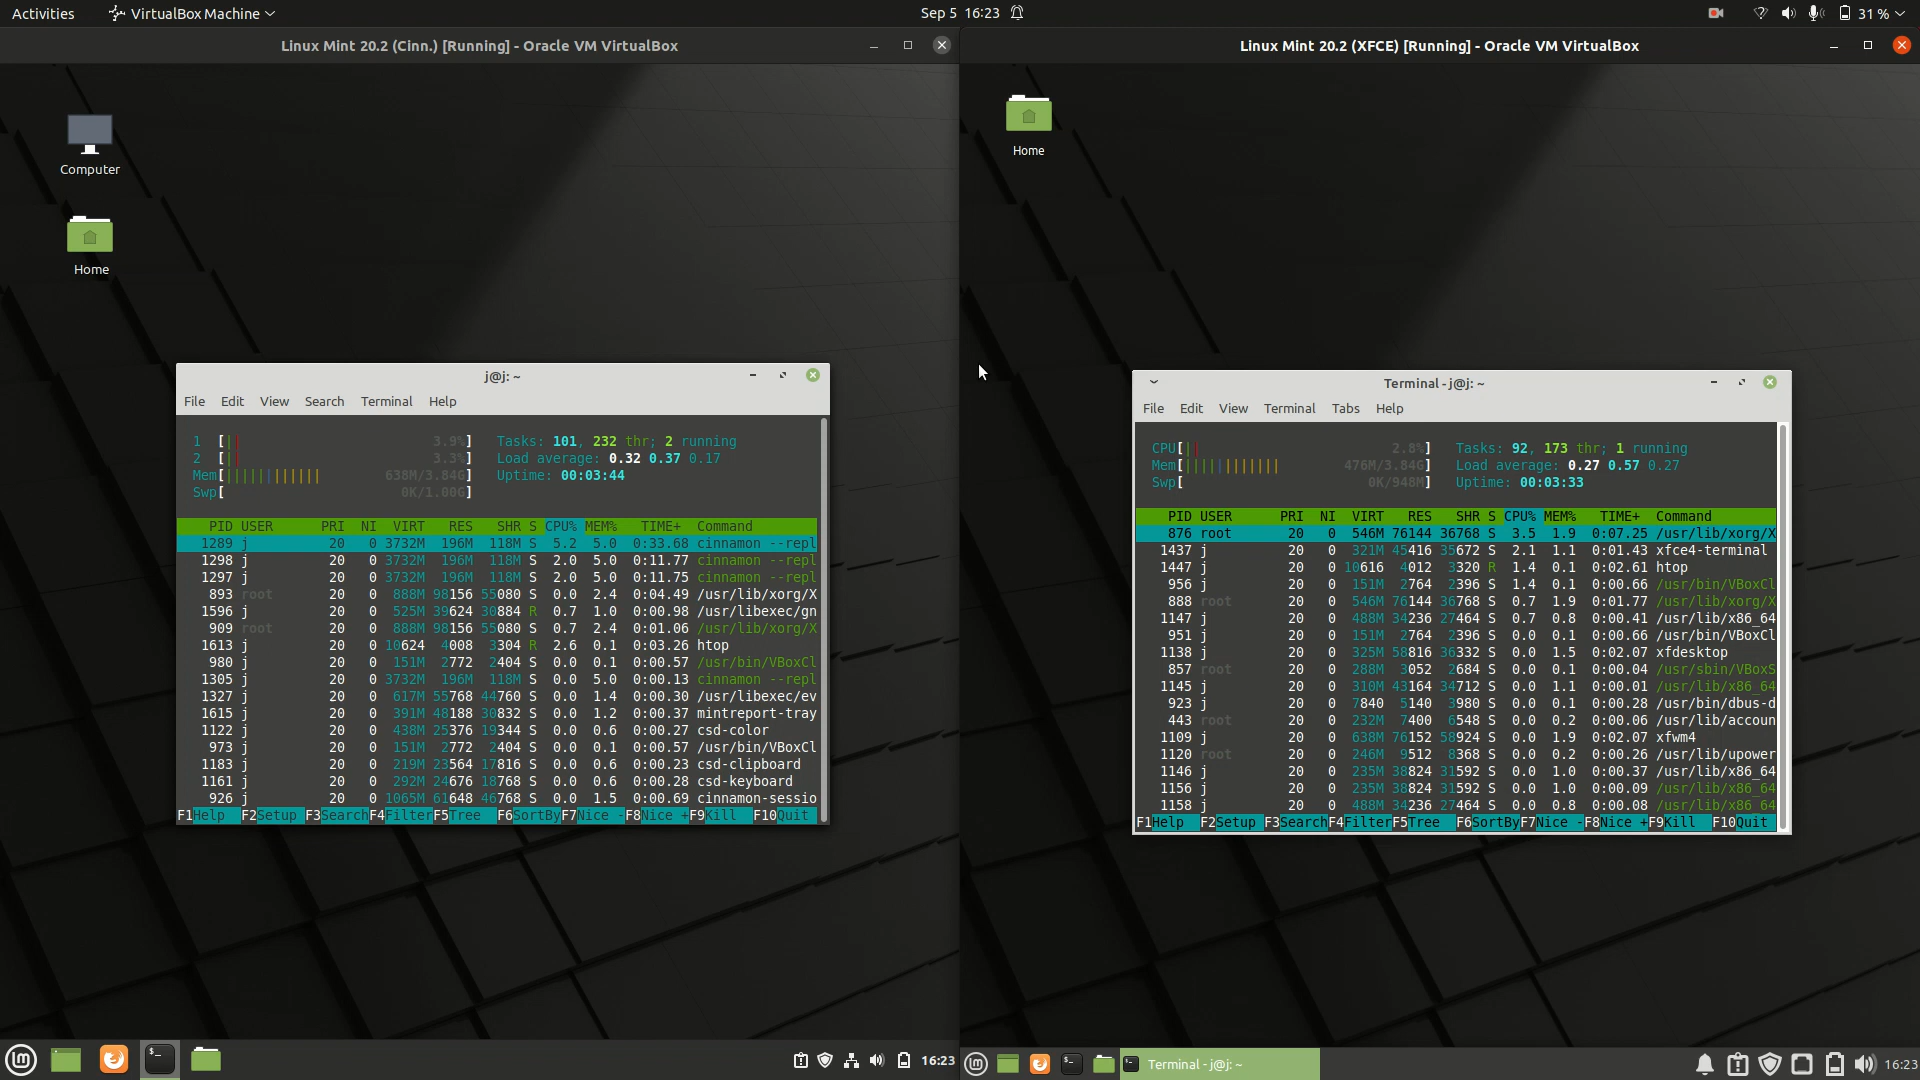 Activities
VirtualBox Machine
Sep 5 16:23
31 %
Linux Mint 20.2 (Cinn.) [Running] - Oracle VM VirtualBox
Computer
Home
j@j: ~
File Edit View Search Terminal Help
1 [|| 3.9%] Tasks: 101, 232 thr; 2 running
2 [|| 3.3%] Load average: 0.32 0.37 0.17
Mem[|||||||||||| 638M/3.84G] Uptime: 00:03:44
Swp[ 0K/1.00G]
PID USER PRI NI VIRT RES SHR S CPU% MEM% TIME+ Command
1289 j 20 0 3732M 196M 118M S 5.2 5.0 0:33.68 cinnamon --repl
1298 j 20 0 3732M 196M 118M S 2.0 5.0 0:11.77 cinnamon --repl
1297 j 20 0 3732M 196M 118M S 2.0 5.0 0:11.75 cinnamon --repl
893 root 20 0 888M 98156 55080 S 0.0 2.4 0:04.49 /usr/lib/xorg/X
1596 j 20 0 525M 39624 30884 R 0.7 1.0 0:00.98 /usr/libexec/gn
909 root 20 0 888M 98156 55080 S 0.7 2.4 0:01.06 /usr/lib/xorg/X
1613 j 20 0 10624 4008 3304 R 2.6 0.1 0:03.26 htop
980 j 20 0 151M 2772 2404 S 0.0 0.1 0:00.57 /usr/bin/VBoxCl
1305 j 20 0 3732M 196M 118M S 0.0 5.0 0:00.13 cinnamon --repl
1327 j 20 0 617M 55768 44760 S 0.0 1.4 0:00.30 /usr/libexec/ev
1615 j 20 0 391M 48188 30832 S 0.0 1.2 0:00.37 mintreport-tray
1122 j 20 0 438M 25376 19344 S 0.0 0.6 0:00.27 csd-color
973 j 20 0 151M 2772 2404 S 0.0 0.1 0:00.57 /usr/bin/VBoxCl
1183 j 20 0 219M 23564 17816 S 0.0 0.6 0:00.23 csd-clipboard
1161 j 20 0 292M 24676 18768 S 0.0 0.6 0:00.28 csd-keyboard
926 j 20 0 1065M 61648 46768 S 0.0 1.5 0:00.69 cinnamon-sessio
F1Help F2Setup F3SearchF4FilterF5Tree F6SortByF7Nice -F8Nice +F9Kill F10Quit
16:23
Linux Mint 20.2 (XFCE) [Running] - Oracle VM VirtualBox
Home
Terminal - j@j: ~
File Edit View Terminal Tabs Help
CPU[|| 2.8%] Tasks: 92, 173 thr; 1 running
Mem[|||||||||||| 476M/3.84G] Load average: 0.27 0.57 0.27
Swp[ 0K/948M] Uptime: 00:03:33
PID USER PRI NI VIRT RES SHR S CPU% MEM% TIME+ Command
876 root 20 0 546M 76144 36768 S 3.5 1.9 0:07.25 /usr/lib/xorg/X
1437 j 20 0 321M 45416 35672 S 2.1 1.1 0:01.43 xfce4-terminal
1447 j 20 0 10616 4012 3320 R 1.4 0.1 0:02.61 htop
956 j 20 0 151M 2764 2396 S 1.4 0.1 0:00.66 /usr/bin/VBoxCl
888 root 20 0 546M 76144 36768 S 0.7 1.9 0:01.77 /usr/lib/xorg/X
1147 j 20 0 488M 34236 27464 S 0.7 0.8 0:00.41 /usr/lib/x86_64
951 j 20 0 151M 2764 2396 S 0.0 0.1 0:00.66 /usr/bin/VBoxCl
1138 j 20 0 325M 58816 36332 S 0.0 1.5 0:02.07 xfdesktop
857 root 20 0 288M 3052 2684 S 0.0 0.1 0:00.04 /usr/sbin/VBoxS
1145 j 20 0 310M 43164 34712 S 0.0 1.1 0:00.01 /usr/lib/x86_64
923 j 20 0 7840 5140 3980 S 0.0 0.1 0:00.28 /usr/bin/dbus-d
443 root 20 0 232M 7400 6548 S 0.0 0.2 0:00.06 /usr/lib/accoun
1109 j 20 0 638M 76152 58924 S 0.0 1.9 0:02.07 xfwm4
1120 root 20 0 246M 9512 8368 S 0.0 0.2 0:00.26 /usr/lib/upower
1146 j 20 0 235M 38824 31592 S 0.0 1.0 0:00.37 /usr/lib/x86_64
1156 j 20 0 235M 38824 31592 S 0.0 1.0 0:00.09 /usr/lib/x86_64
1158 j 20 0 488M 34236 27464 S 0.0 0.8 0:00.08 /usr/lib/x86_64
F1Help F2Setup F3SearchF4FilterF5Tree F6SortByF7Nice -F8Nice +F9Kill F10Quit
Terminal - j@j: ~
16:23